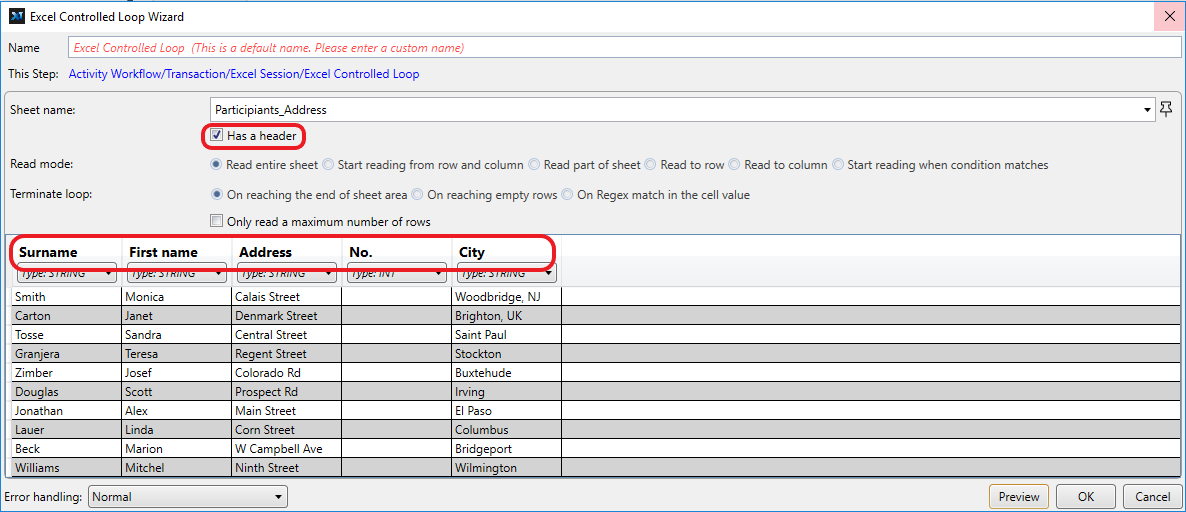 Excel Controlled Loop Wizard
Name Excel Controlled Loop (This is a default name. Please enter a custom name)
This Step: Activity Workflow/Transaction/Excel Session/Excel Controlled Loop
Sheet name: Participiants_Address
Has a header
Read mode: Read entire sheet Start reading from row and column Read part of sheet Read to row Read to column Start reading when condition matches
Terminate loop: On reaching the end of sheet area On reaching empty rows On Regex match in the cell value
Only read a maximum number of rows
Surname First name Address No. City
Type: STRING Type: STRING Type: STRING Type: INT Type: STRING
Smith Monica Calais Street Woodbridge, NJ
Carton Janet Denmark Street Brighton, UK
Tosse Sandra Central Street Saint Paul
Granjera Teresa Regent Street Stockton
Zimber Josef Colorado Rd Buxtehude
Douglas Scott Prospect Rd Irving
Jonathan Alex Main Street El Paso
Lauer Linda Corn Street Columbus
Beck Marion W Campbell Ave Bridgeport
Williams Mitchel Ninth Street Wilmington
Error handling: Normal Preview OK Cancel